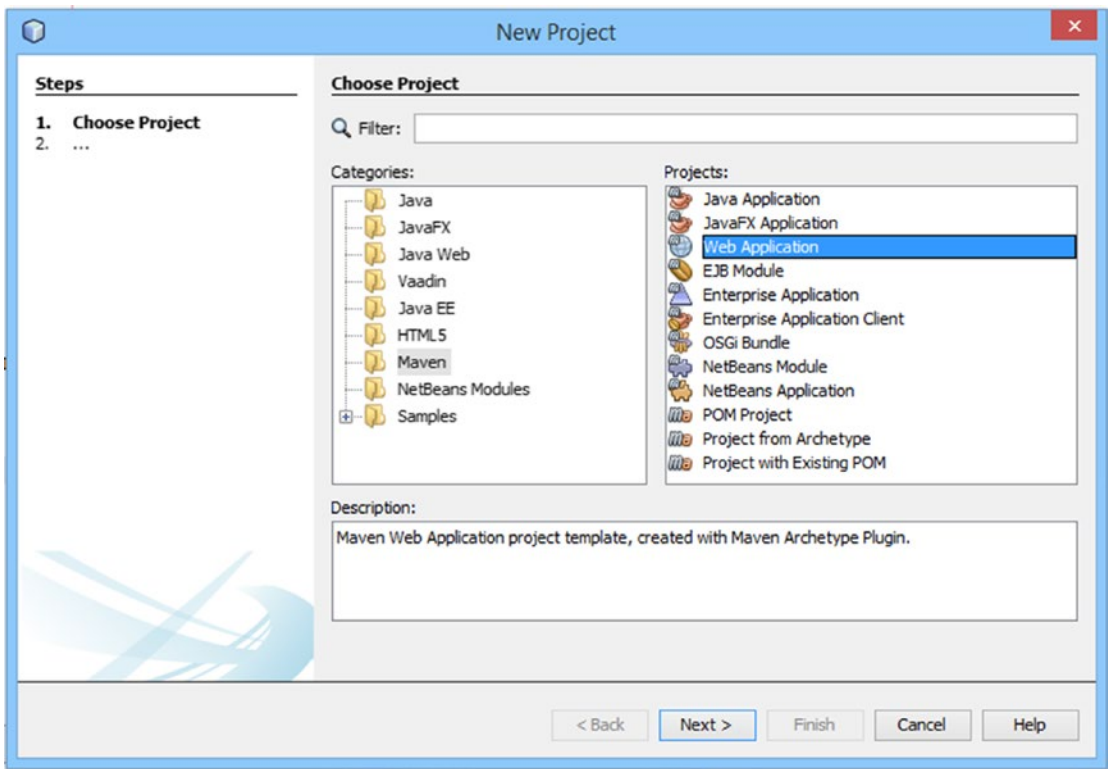 New Project
Steps
1. Choose Project
2. ...
Choose Project
Filter:
Categories:
Java
JavaFX
Java Web
Vaadin
Java EE
HTML5
Maven
NetBeans Modules
Samples
Projects:
Java Application
JavaFX Application
Web Application
EJB Module
Enterprise Application
Enterprise Application Client
OSGi Bundle
NetBeans Module
NetBeans Application
POM Project
Project from Archetype
Project with Existing POM
Description:
Maven Web Application project template, created with Maven Archetype Plugin.
< Back Next > Finish Cancel Help